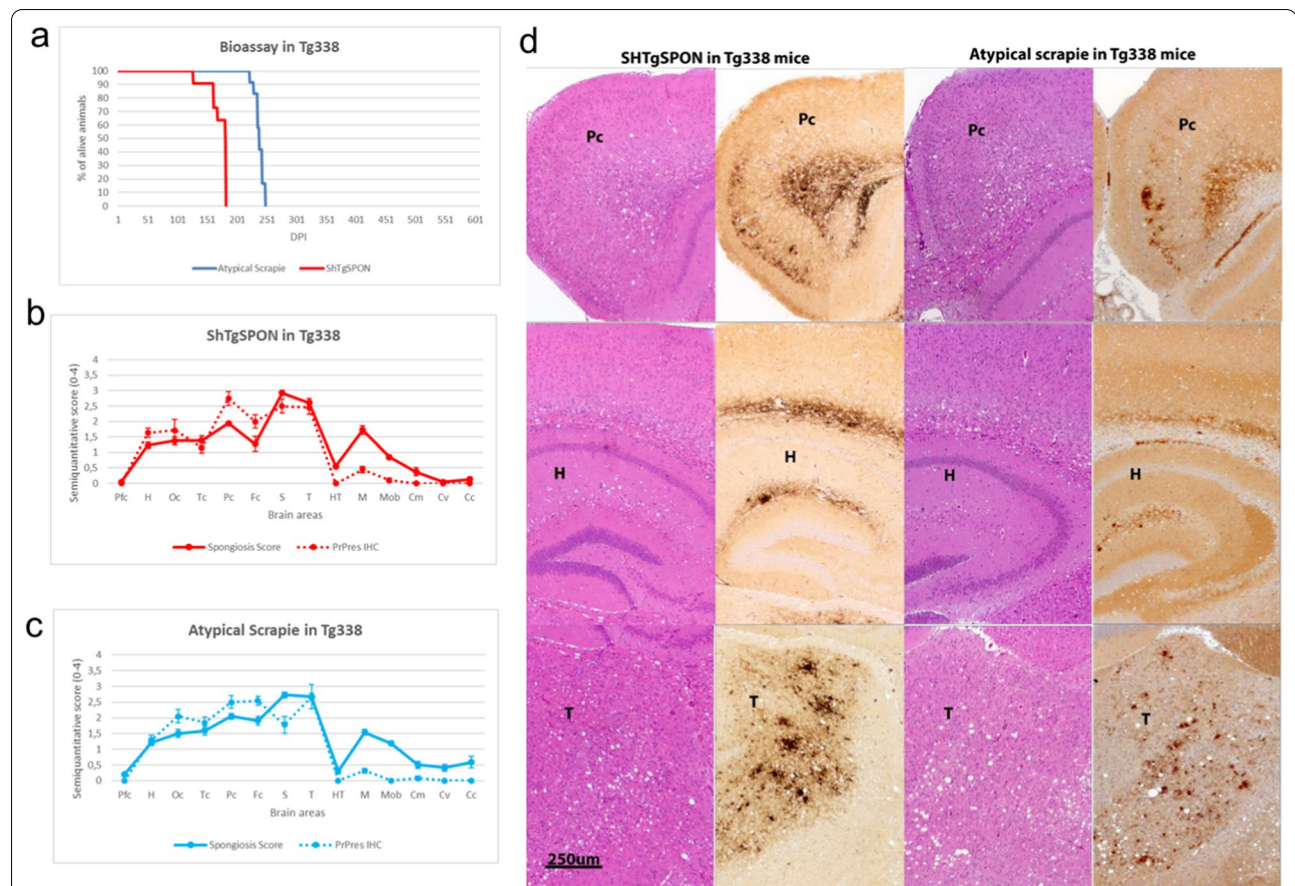 a
Bioassay in Tg338
% of alive animals
100
90
80
70
60
50
40
30
20
10
0
1 51 101 151 201 251 301 351 401 451 501 551 601
DPI
Atypical Scrapie ShTgSPON
b
ShTgSPON in Tg338
Semiquantitative score (0-4)
4
3,5
3
2,5
2
1,5
1
0,5
0
Pfc H Oc Tc Pc Fc S T HT M Mob Cm Cv Cc
Brain areas
Spongiosis Score PrPres IHC
c
Atypical Scrapie in Tg338
Semiquantitative score (0-4)
4
3,5
3
2,5
2
1,5
1
0,5
0
Pfc H Oc Tc Pc Fc S T HT M Mob Cm Cv Cc
Brain areas
Spongiosis Score PrPres IHC
d
SHTgSPON in Tg338 mice Atypical scrapie in Tg338 mice
Pc Pc Pc Pc
H H H H
T T T T
250um